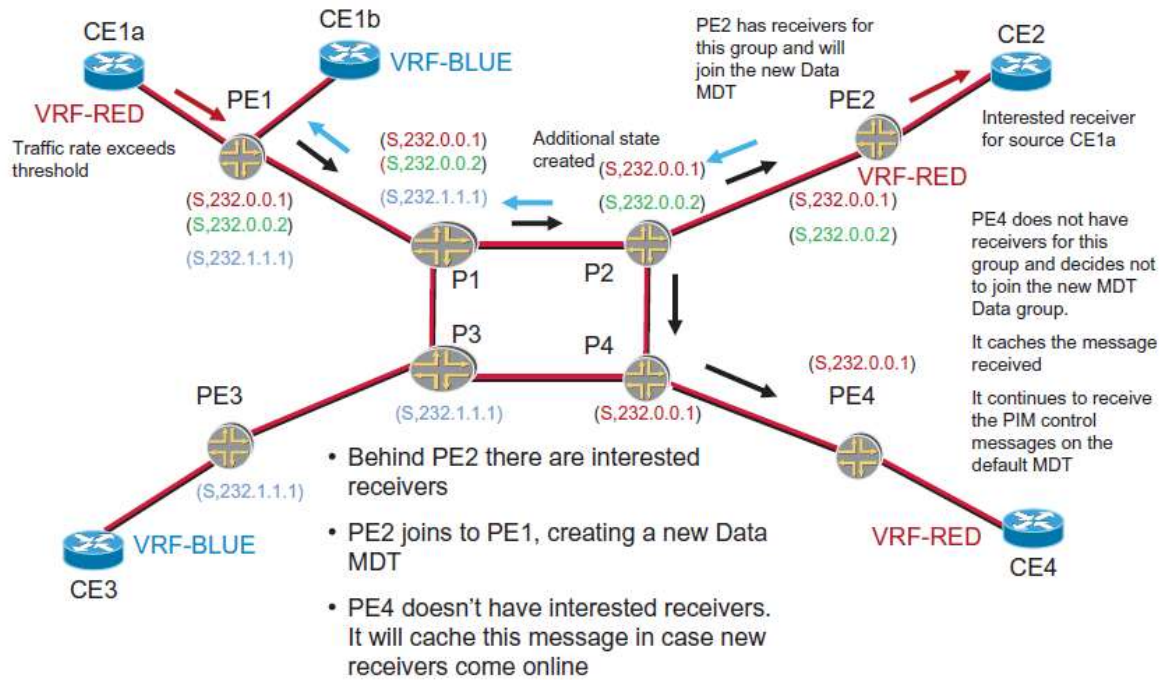 CE1a
CE1b
VRF-BLUE
PE2 has receivers for
this group and will
join the new Data
MDT
CE2
VRF-RED
PE1
PE2
Traffic rate exceeds
threshold
(S,232.0.0.1)
(S,232.0.0.2)
(S,232.1.1.1)
Additional state
created
(S,232.0.0.1)
(S,232.0.0.2)
Interested receiver
for source CE1a
VRF-RED
(S,232.0.0.1)
(S,232.0.0.2)
(S,232.1.1.1)
(S,232.0.0.1)
(S,232.0.0.2)
PE4 does not have
receivers for this
group and decides not
to join the new MDT
Data group.
It caches the message
received
It continues to receive
the PIM control
messages on the
default MDT
P1
P2
P3
P4
(S,232.0.0.1)
PE4
PE3
(S,232.1.1.1)
(S,232.0.0.1)
(S,232.1.1.1)
VRF-BLUE
CE3
VRF-RED
CE4
• Behind PE2 there are interested
receivers
• PE2 joins to PE1, creating a new Data
MDT
• PE4 doesn't have interested receivers.
It will cache this message in case new
receivers come online